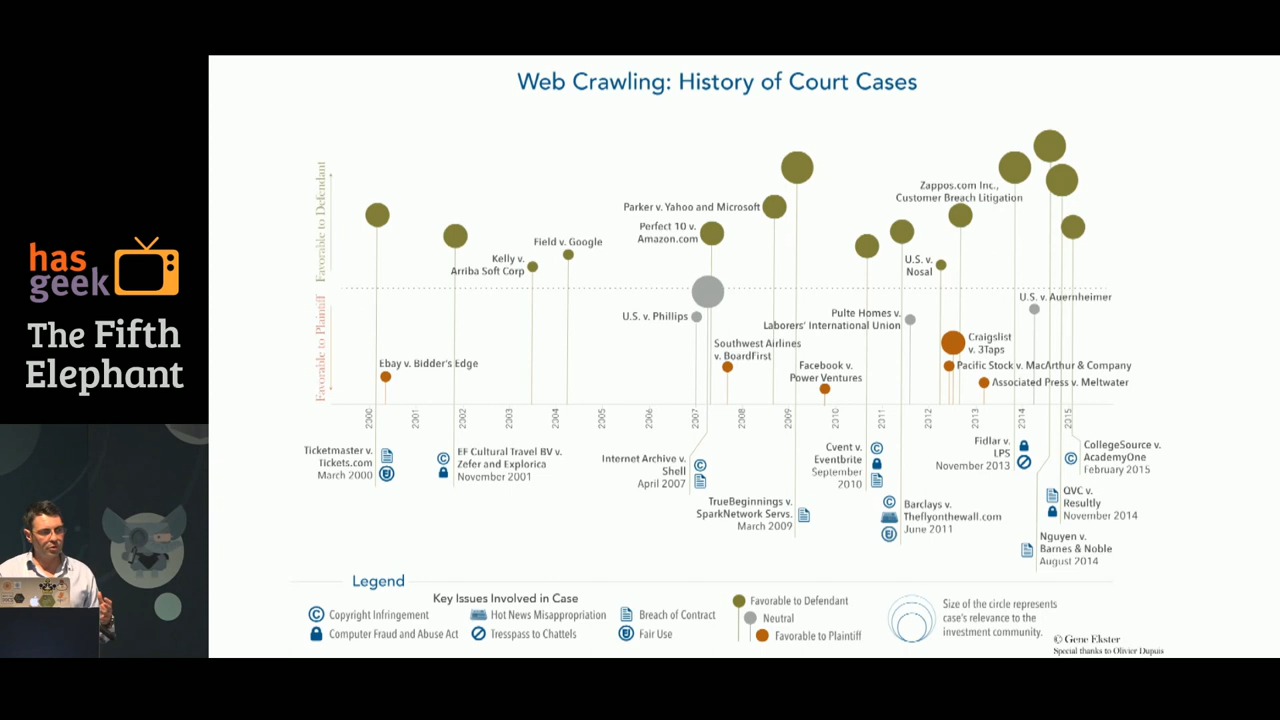 has
geek
The Fifth
Elephant
Web Crawling: History of Court Cases
Favorable to Defendant
Favorable to Plaintiff
Ebay v. Bidder's Edge
Kelly v.
Arriba Soft Corp
Field v. Google
Parker v. Yahoo and Microsoft
Perfect 10 v.
Amazon.com
U.S. v. Phillips
Southwest Airlines
v. BoardFirst
Facebook v.
Power Ventures
Pulte Homes v.
Laborers' International Union
U.S. v.
Nosal
Zappos.com Inc.,
Customer Breach Litigation
U.S. v. Auernheimer
Craigslist
v. 3Taps
Pacific Stock v. MacArthur & Company
Associated Press v. Meltwater
2000
2001
2002
2003
2004
2005
2006
2007
2008
2009
2010
2011
2012
2013
2014
2015
Ticketmaster v.
Tickets.com
March 2000
EF Cultural Travel BV v.
Zefer and Explorica
November 2001
Internet Archive v.
Shell
April 2007
TrueBeginnings v.
SparkNetwork Servs.
March 2009
Cvent v.
Eventbrite
September
2010
Barclays v.
Theflyonthewall.com
June 2011
Fidlar v.
LPS
November 2013
Nguyen v.
Barnes & Noble
August 2014
QVC v.
Resultly
November 2014
CollegeSource v.
AcademyOne
February 2015
Legend
Key Issues Involved in Case
Copyright Infringement
Hot News Misappropriation
Breach of Contract
Computer Fraud and Abuse Act
Tresspass to Chattels
Fair Use
Favorable to Defendant
Neutral
Favorable to Plaintiff
Size of the circle represents
case's relevance to the
investment community.
© Gene Ekster
Special thanks to Olivier Dupuis